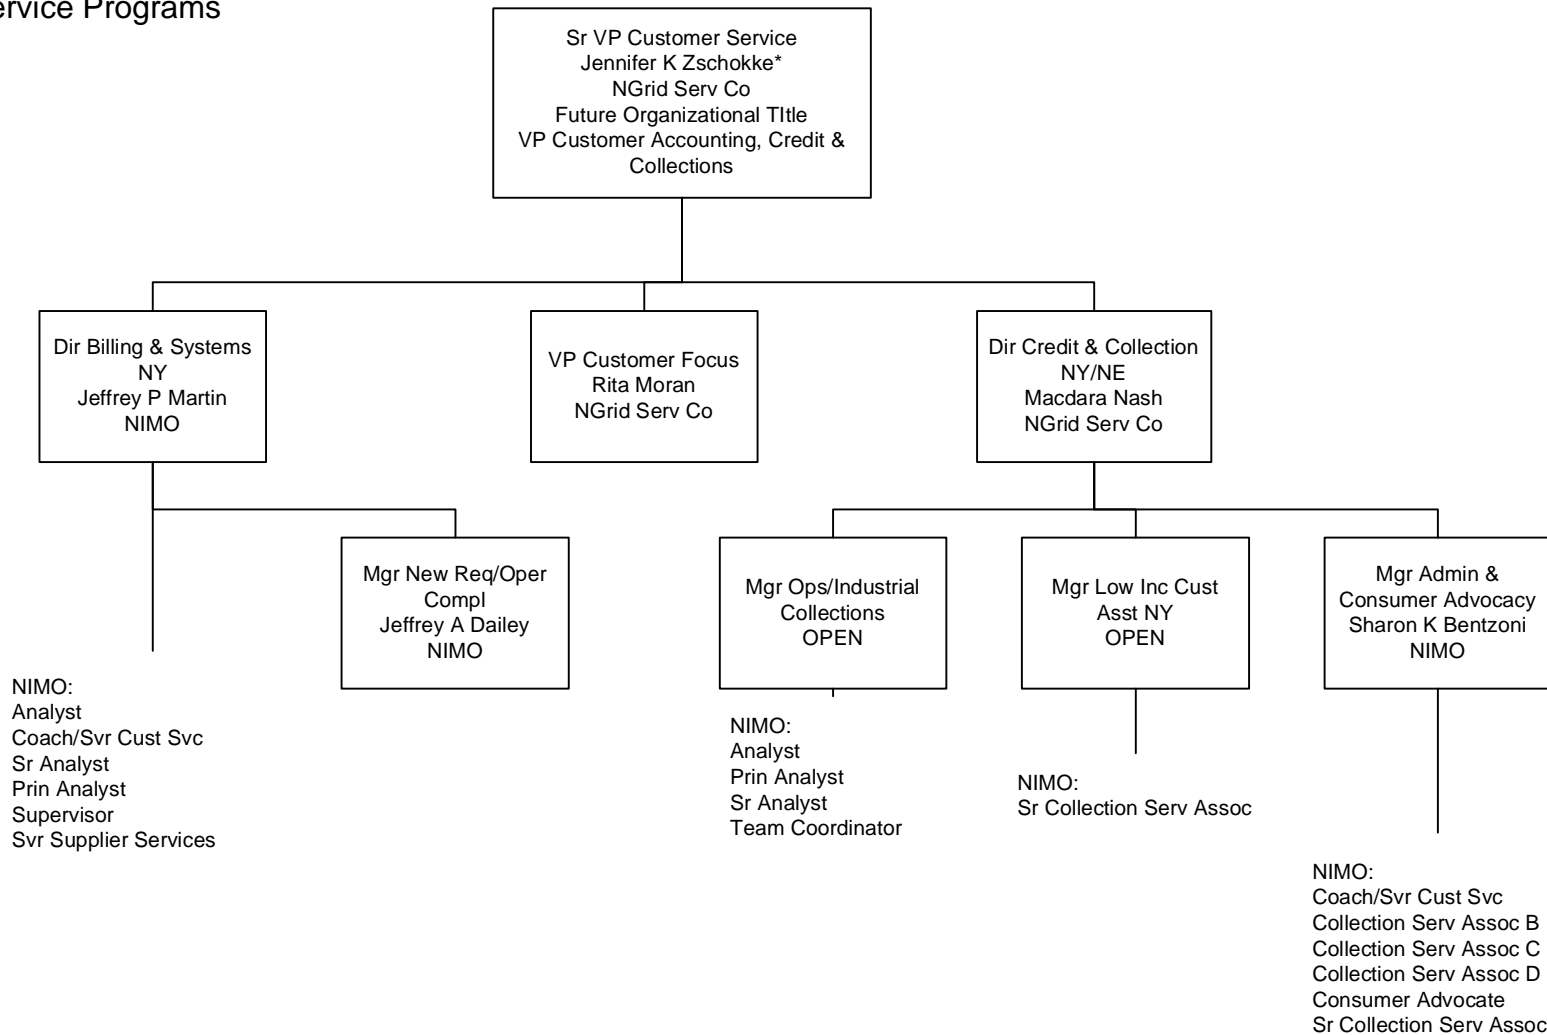 ervice Programs
Sr VP Customer Service
Jennifer K Zschokke*
NGrid Serv Co
Future Organizational TItle
VP Customer Accounting, Credit &
Collections
Dir Billing & Systems
NY
Jeffrey P Martin
NIMO
VP Customer Focus
Rita Moran
NGrid Serv Co
Dir Credit & Collection
NY/NE
Macdara Nash
NGrid Serv Co
Mgr New Req/Oper
Compl
Jeffrey A Dailey
NIMO
Mgr Ops/Industrial
Collections
OPEN
Mgr Low Inc Cust
Asst NY
OPEN
Mgr Admin &
Consumer Advocacy
Sharon K Bentzoni
NIMO
NIMO:
Analyst
Coach/Svr Cust Svc
Sr Analyst
Prin Analyst
Supervisor
Svr Supplier Services
NIMO:
Analyst
Prin Analyst
Sr Analyst
Team Coordinator
NIMO:
Sr Collection Serv Assoc
NIMO:
Coach/Svr Cust Svc
Collection Serv Assoc B
Collection Serv Assoc C
Collection Serv Assoc D
Consumer Advocate
Sr Collection Serv Assoc